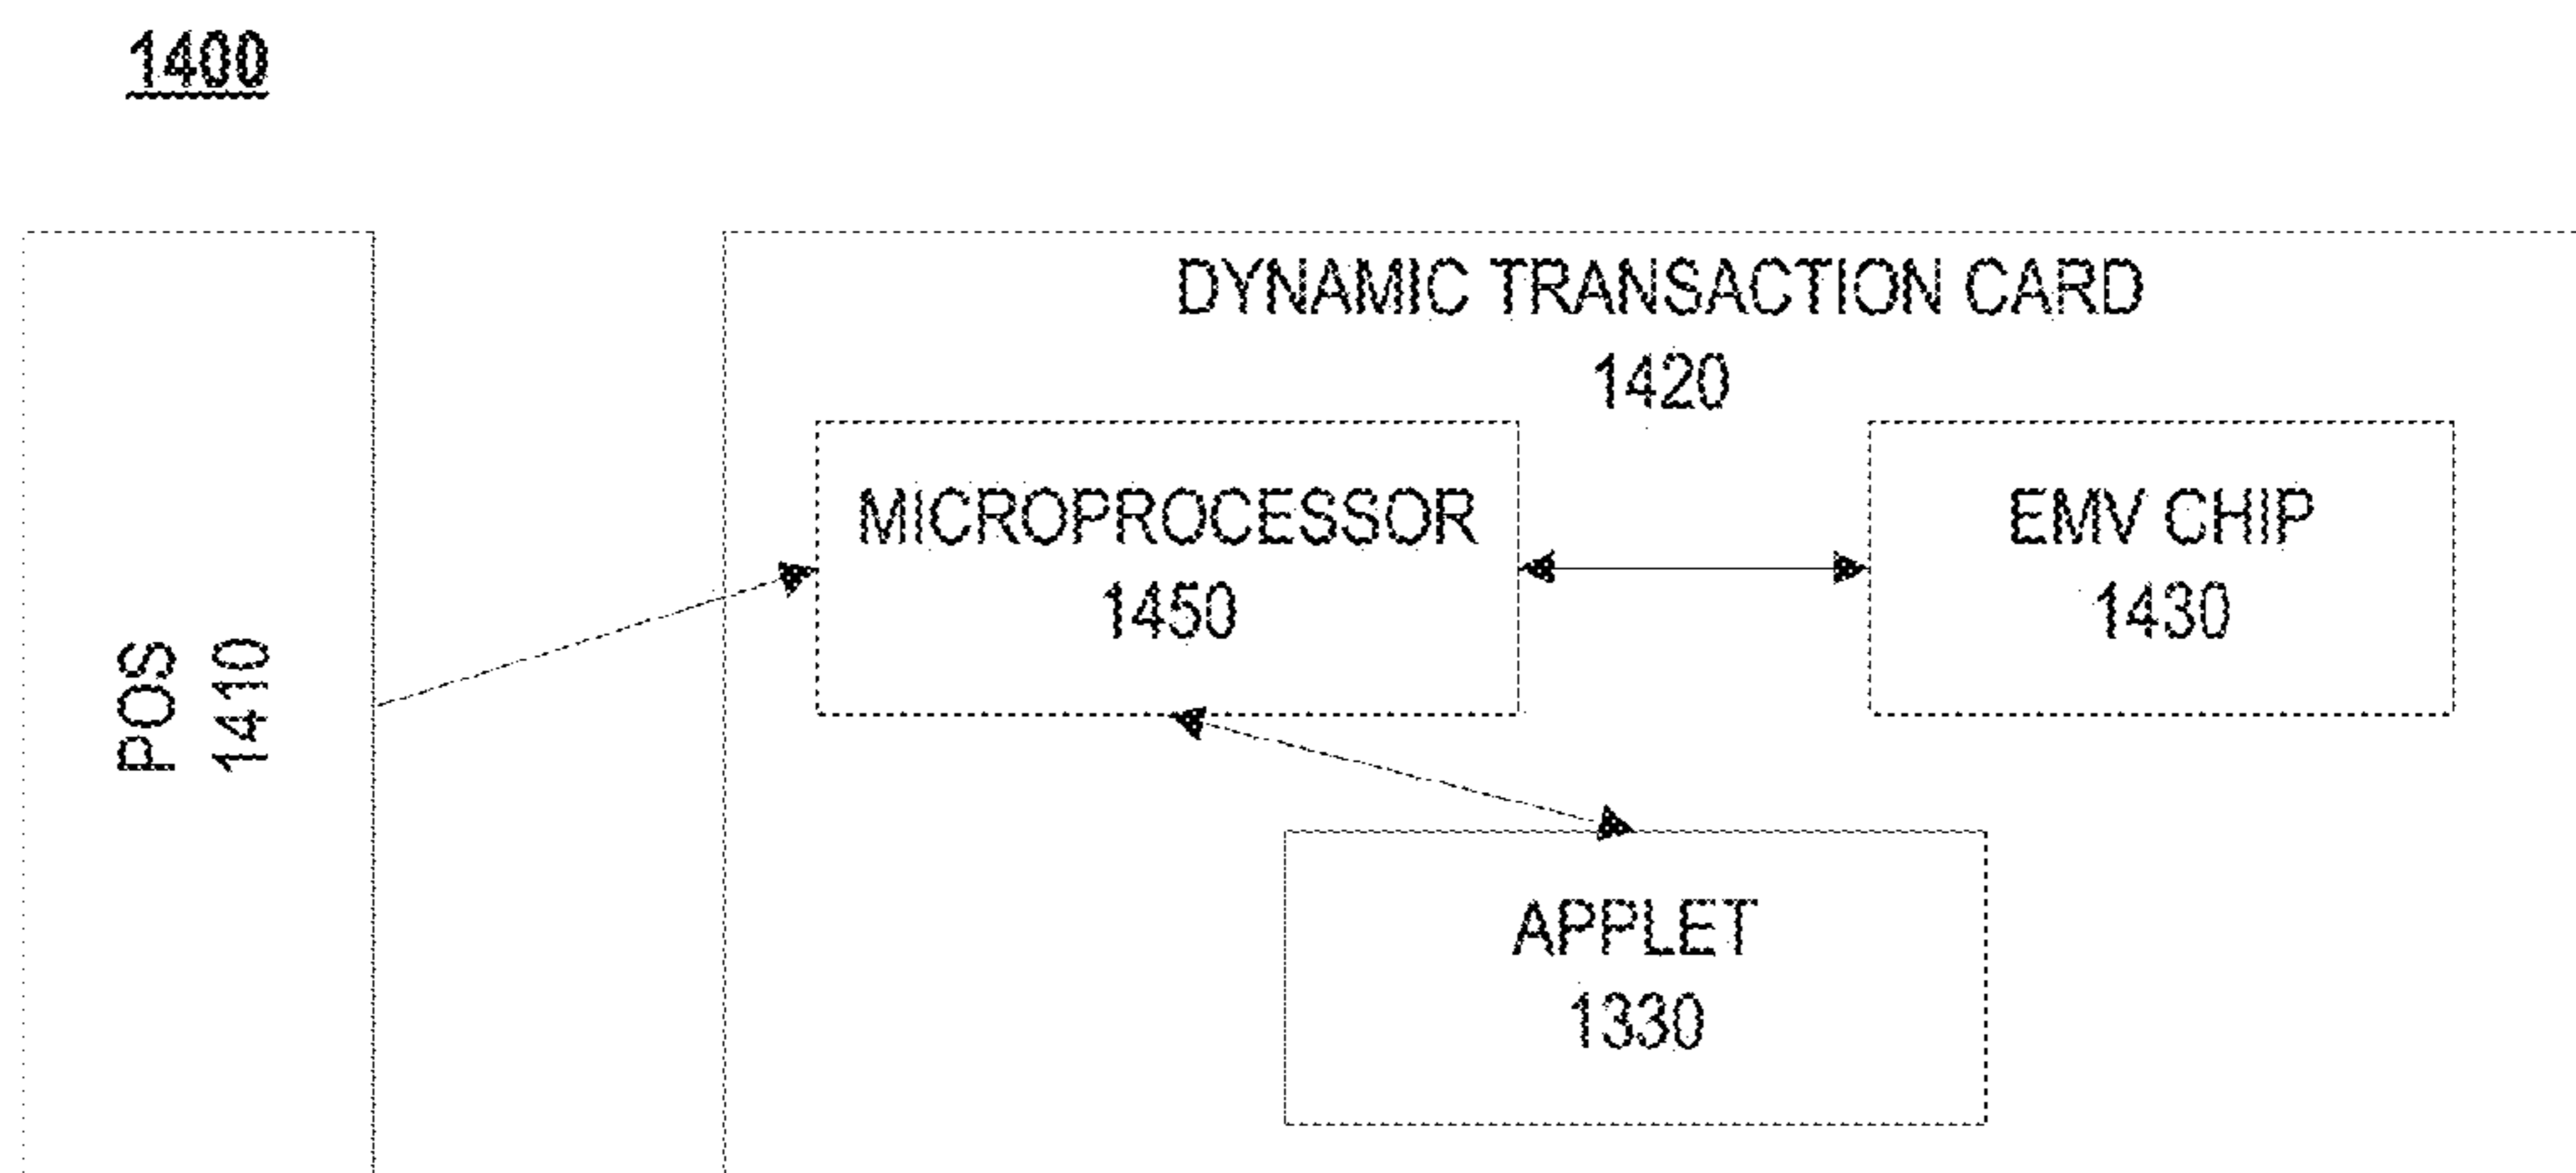 1400
POS
1410
DYNAMIC TRANSACTION CARD
1420
MICROPROCESSOR
1450
EMV CHIP
1430
APPLET
1330